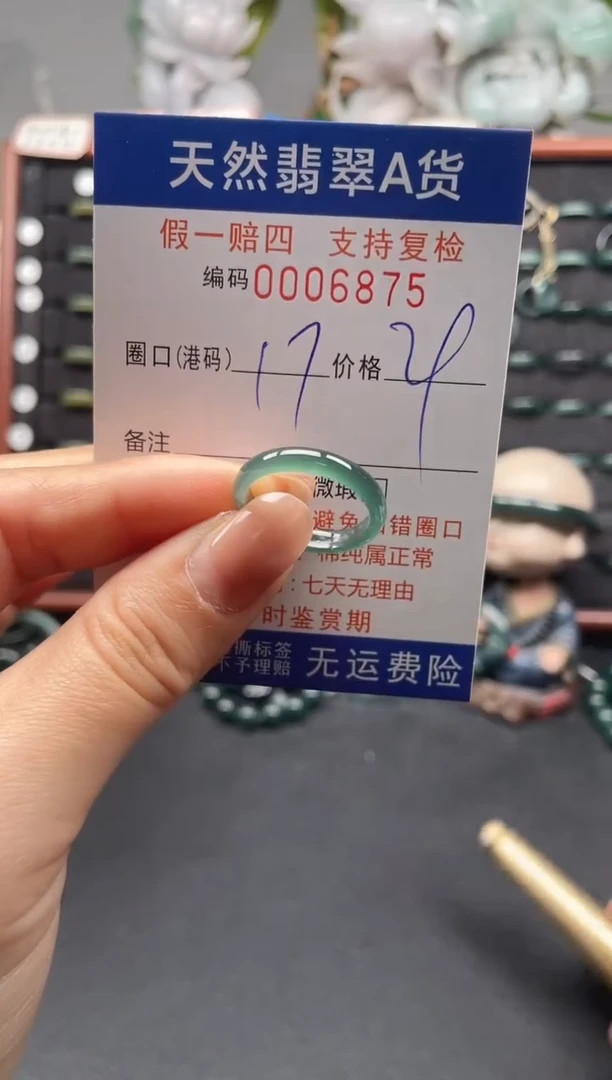 天然翡翠A货
假一赔四 支持复检
编码0006875
圈口(港码) 17 价格
备注
微瑕
避免 错圈口
棉纯属正常
:七天无理由
时鉴赏期
撕标签
不予理赔 无运费险